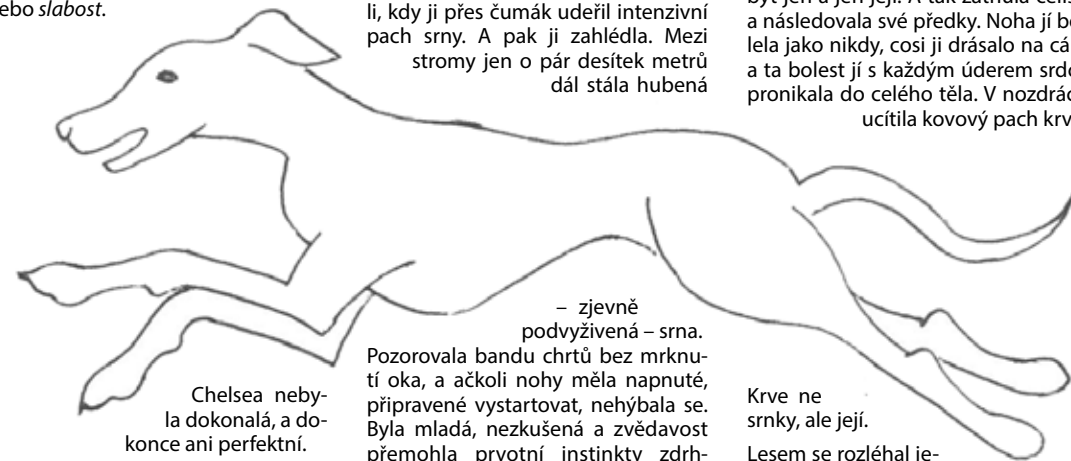 ebo slabost.
Chelsea neby-
la dokonalá, a do-
konce ani perfektní.
li, kdy ji přes čumák udeřil intenzivní
pach srny. A pak ji zahlédla. Mezi
stromy jen o pár desítek metrů
dál stála hubená
– zjevně
podvyživená – srna.
Pozorovala bandu chrtů bez mrknu-
tí oka, a ačkoli nohy měla napnuté,
připravené vystartovat, nehýbala se.
Byla mladá, nezkušená a zvědavost
přemohla prvotní instinkty zdrh-
a následovala své předky. Noha jí bo
lela jako nikdy, cosi ji drásalo na
a ta bolest jí s každým úderem
pronikala do celého těla. V
ucítila kovový pach
Krve ne
srnky, ale její.
Lesem se rozléhal je-